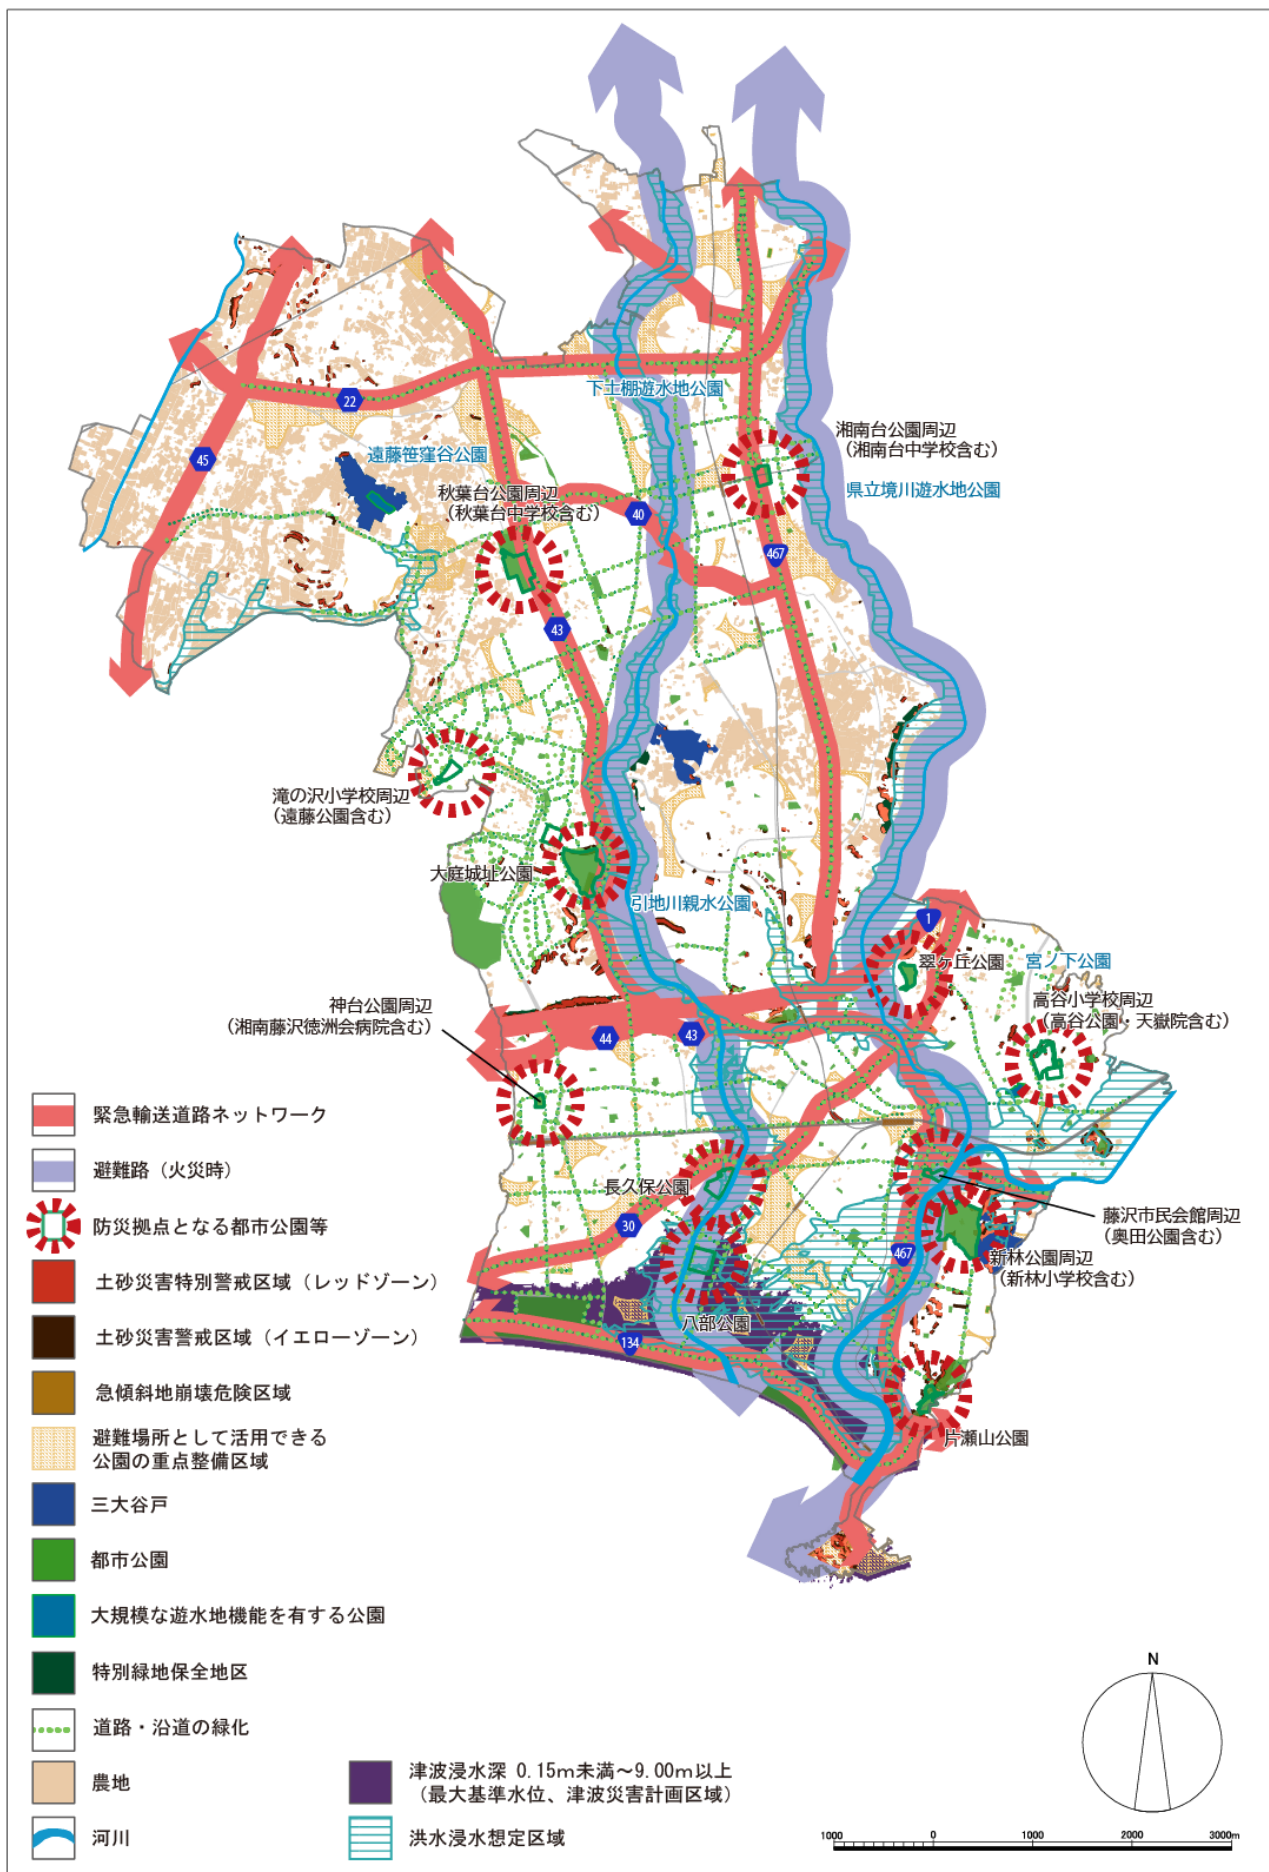 下土棚遊水地公園
22
湘南台公園周辺
（湘南台中学校含む）
45
遠藤笹窪谷公園
秋葉台公園周辺
（秋葉台中学校含む）
県立境川遊水地公園
40
467
43
滝の沢小学校周辺
（遠藤公園含む）
大庭城址公園
引地川親水公園
1
翠ヶ丘公園
宮ノ下公園
神台公園周辺
（湘南藤沢徳洲会病院含む）
高谷小学校周辺
（高谷公園・天嶽院含む）
44
43
長久保公園
30
藤沢市民会館周辺
（奥田公園含む）
467
新林公園周辺
（新林小学校含む）
八部公園
134
片瀬山公園
緊急輸送道路ネットワーク
避難路（火災時）
防災拠点となる都市公園等
土砂災害特別警戒区域（レッドゾーン）
土砂災害警戒区域（イエローゾーン）
急傾斜地崩壊危険区域
避難場所として活用できる
公園の重点整備区域
三大谷戸
都市公園
大規模な遊水地機能を有する公園
特別緑地保全地区
道路・沿道の緑化
農地
河川
津波浸水深 0.15m未満～9.00m以上
（最大基準水位、津波災害計画区域）
洪水浸水想定区域
N
1000 0 1000 2000 3000m